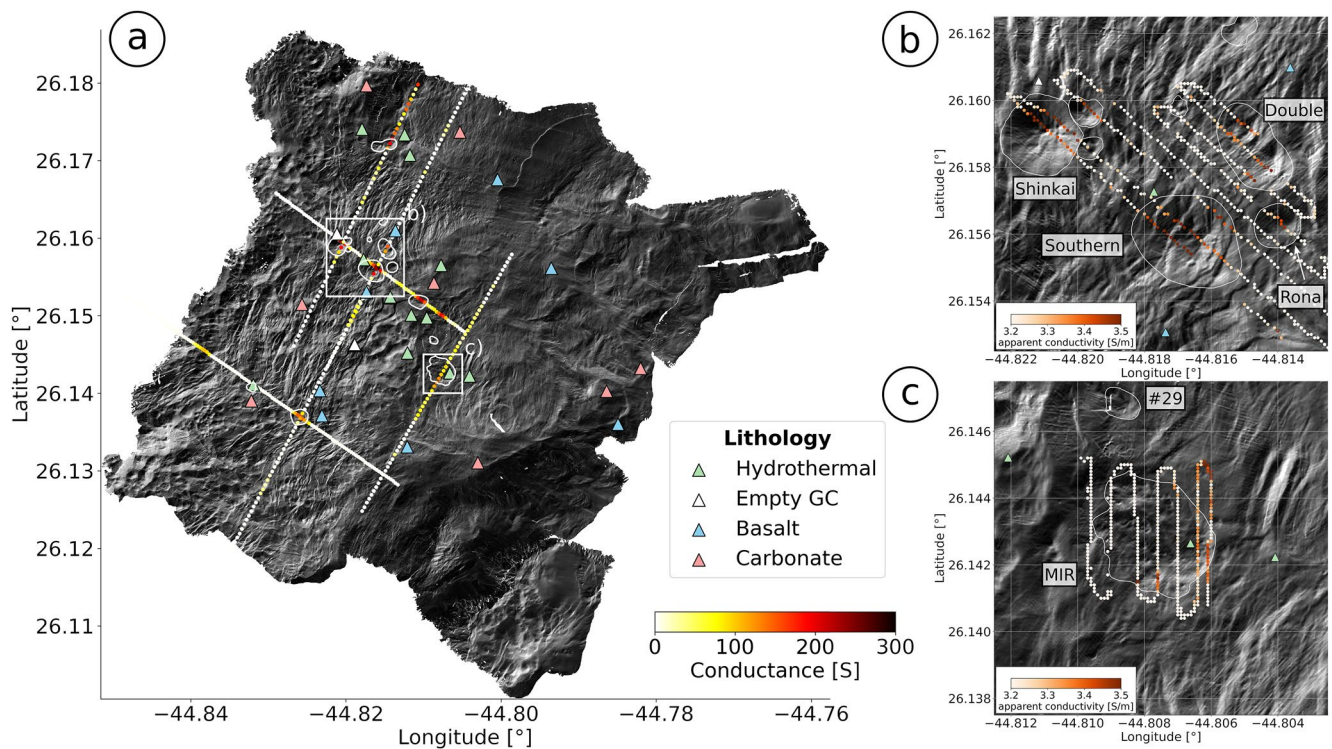 a
26.18
26.17
26.16
26.15
26.14
26.13
26.12
26.11
Latitude [°]
b)
c)
−44.84
−44.82
−44.80
−44.78
−44.76
Longitude [°]
Lithology
Hydrothermal
Empty GC
Basalt
Carbonate
0
100
200
300
Conductance [S]
b
26.162
26.160
26.158
26.156
26.154
26.152
Latitude [°]
Double
Shinkai
Southern
Rona
3.2
3.3
3.4
3.5
apparent conductivity [S/m]
−44.822
−44.820
−44.818
−44.816
−44.814
Longitude [°]
c
26.146
26.144
26.142
26.140
26.138
Latitude [°]
#29
MIR
3.2
3.3
3.4
3.5
apparent conductivity [S/m]
−44.812
−44.810
−44.808
−44.806
−44.804
Longitude [°]